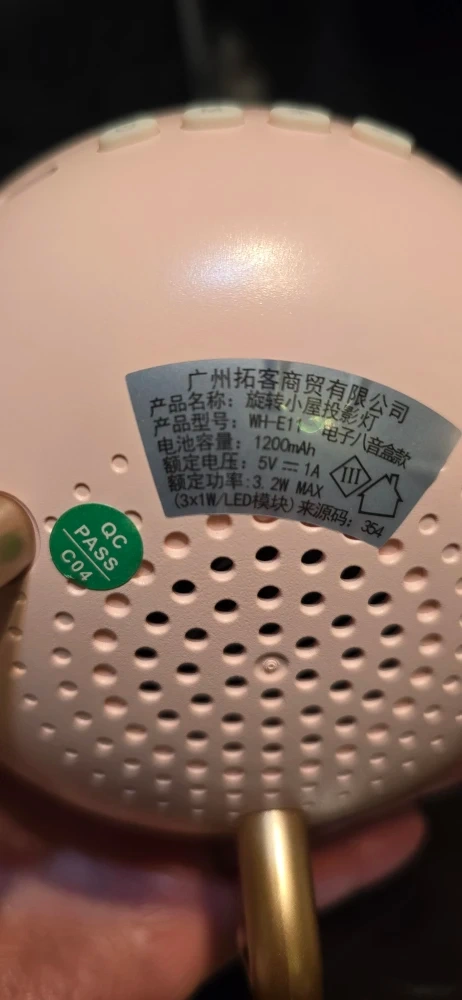 广州拓客商贸有限公司
产品名称：旋转小屋投影灯
产品型号：WH-E11 电子八音盒款
电池容量：1200mAh
额定电压：5V⎓1A
额定功率:3.2W MAX
(3x1W/LED模块) 来源码：354
III
QC
PASS
C04